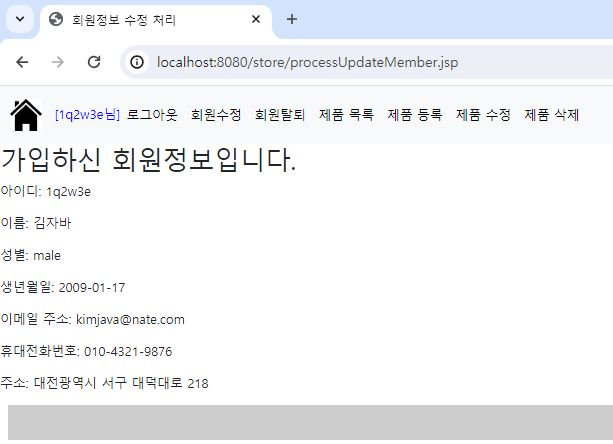 회원정보 수정 처리
localhost:8080/store/processUpdateMember.jsp
[1q2w3e님] 로그아웃 회원수정 회원탈퇴 제품 목록 제품 등록 제품 수정 제품 삭제
가입하신 회원정보입니다.
아이디: 1q2w3e
이름: 김자바
성별: male
생년월일: 2009-01-17
이메일 주소: kimjava@nate.com
휴대전화번호: 010-4321-9876
주소: 대전광역시 서구 대덕대로 218